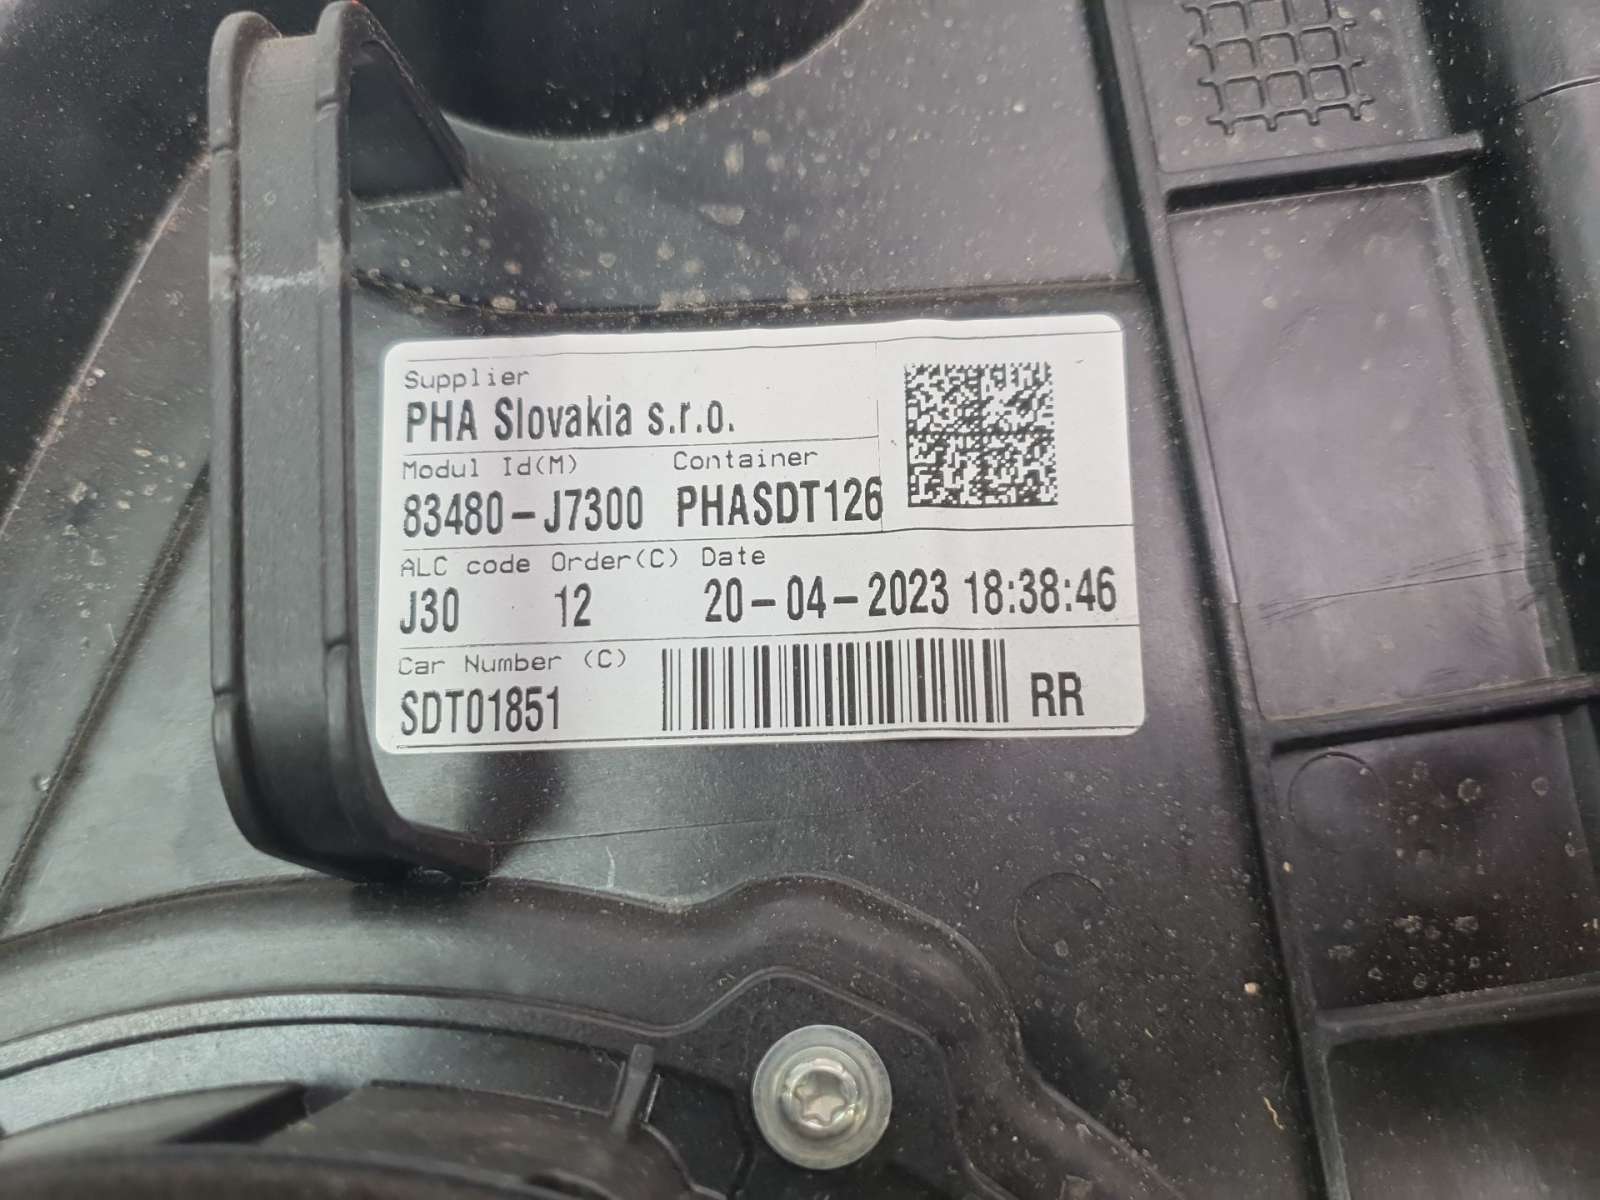 Supplier
PHA Slovakia s.r.o.
Modul Id(M) Container
83480-J7300 PHASDT126
ALC code Order(C) Date
J30 12 20-04-2023 18:38:46
Car Number (C)
SDT01851 RR